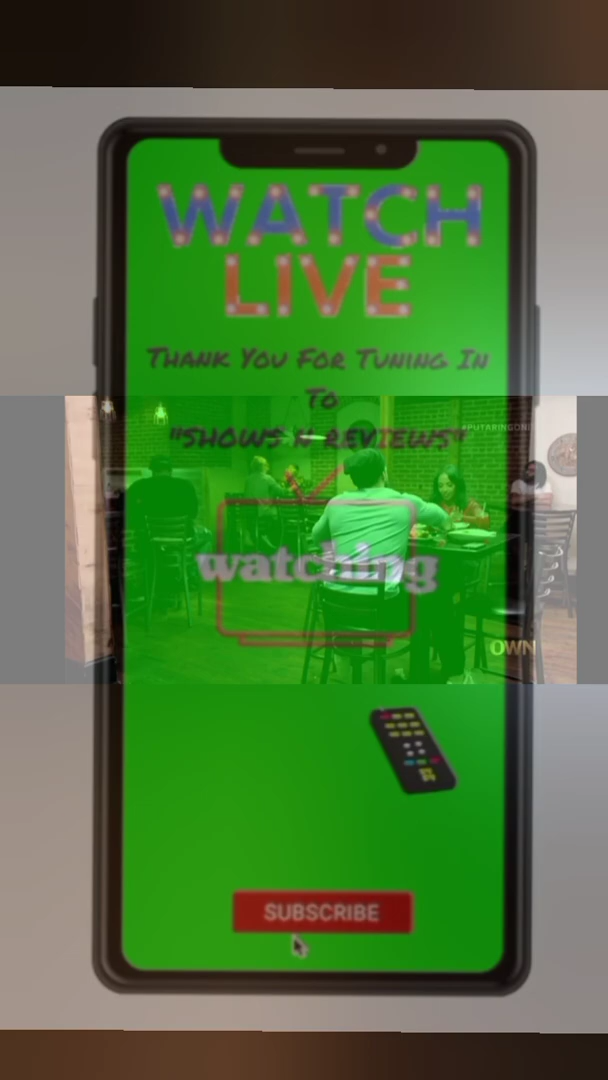 WATCH
LIVE
THANK YOU FOR TUNING IN
TO
"SHOWS N REVIEWS"
watching
OWN
SUBSCRIBE